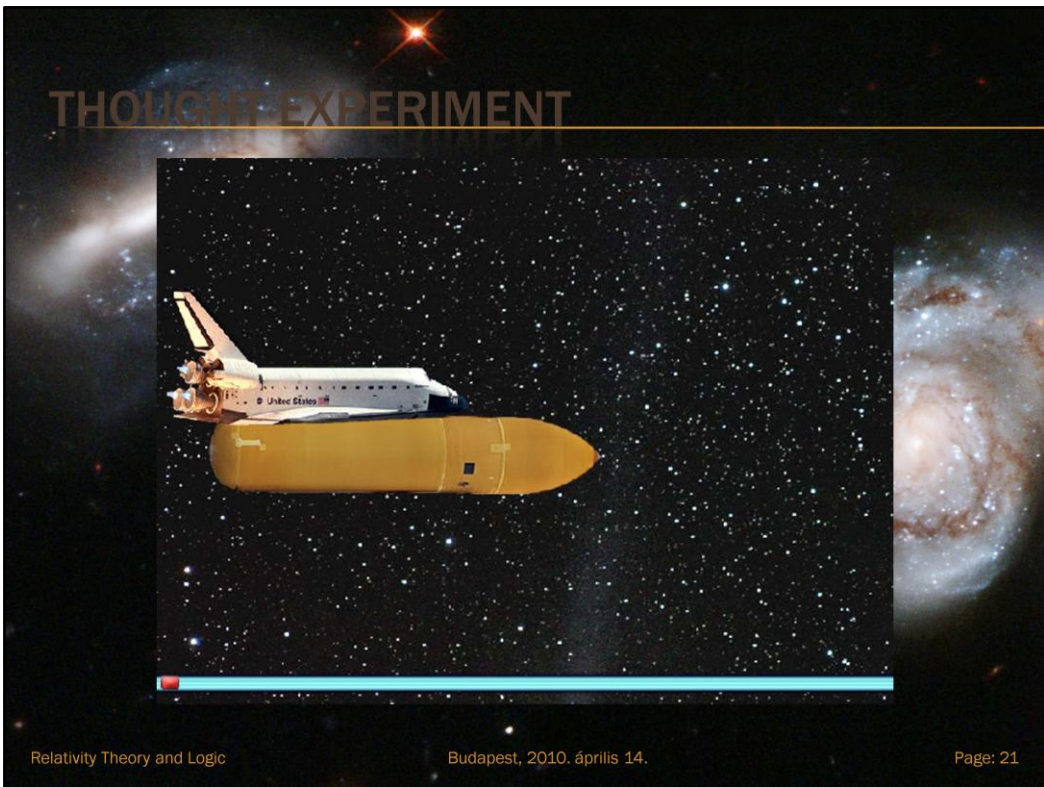 THOUGHT EXPERIMENT
United States
Relativity Theory and Logic
Budapest, 2010. április 14.
Page: 21